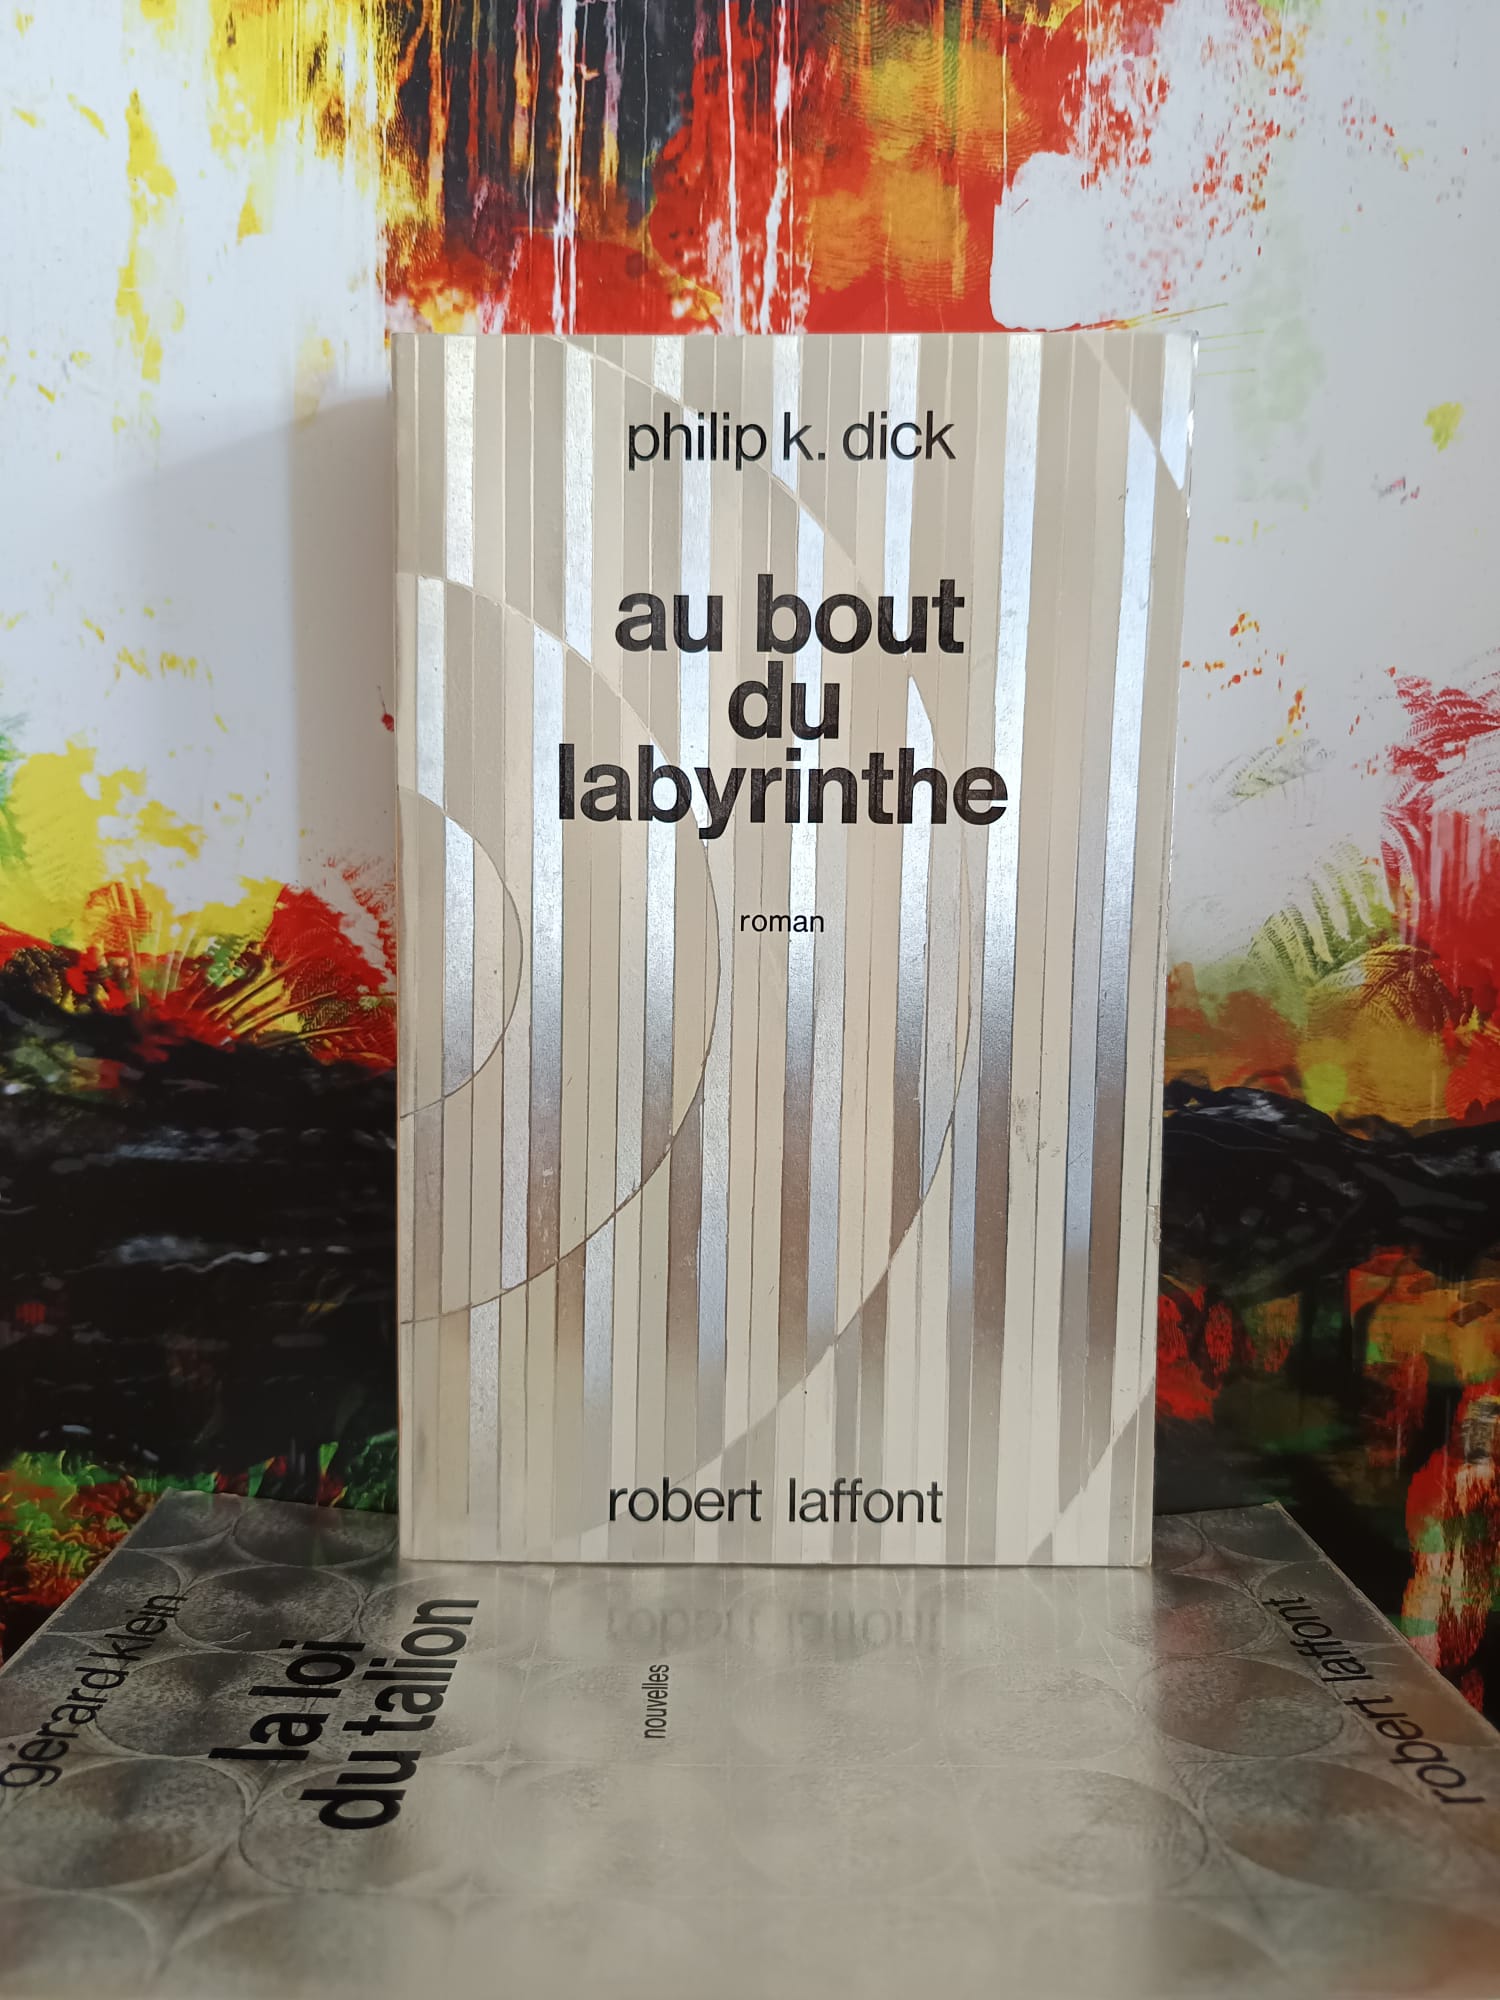 philip k. dick
au bout
du
labyrinthe
roman
robert laffont
gérard klein
la loi
du talion
nouvelles
robert laffont